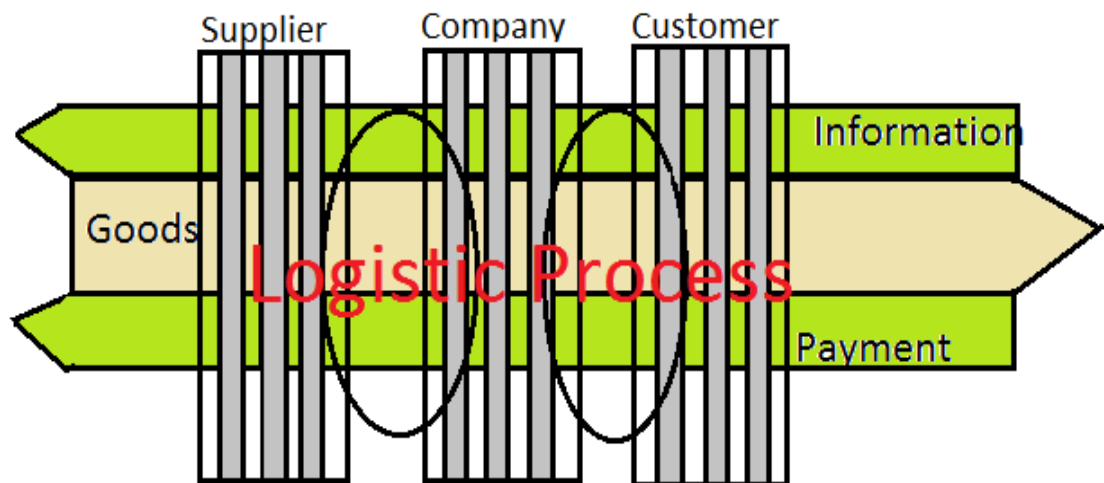 Supplier
Company
Customer
Information
Goods
Logistic Process
Payment